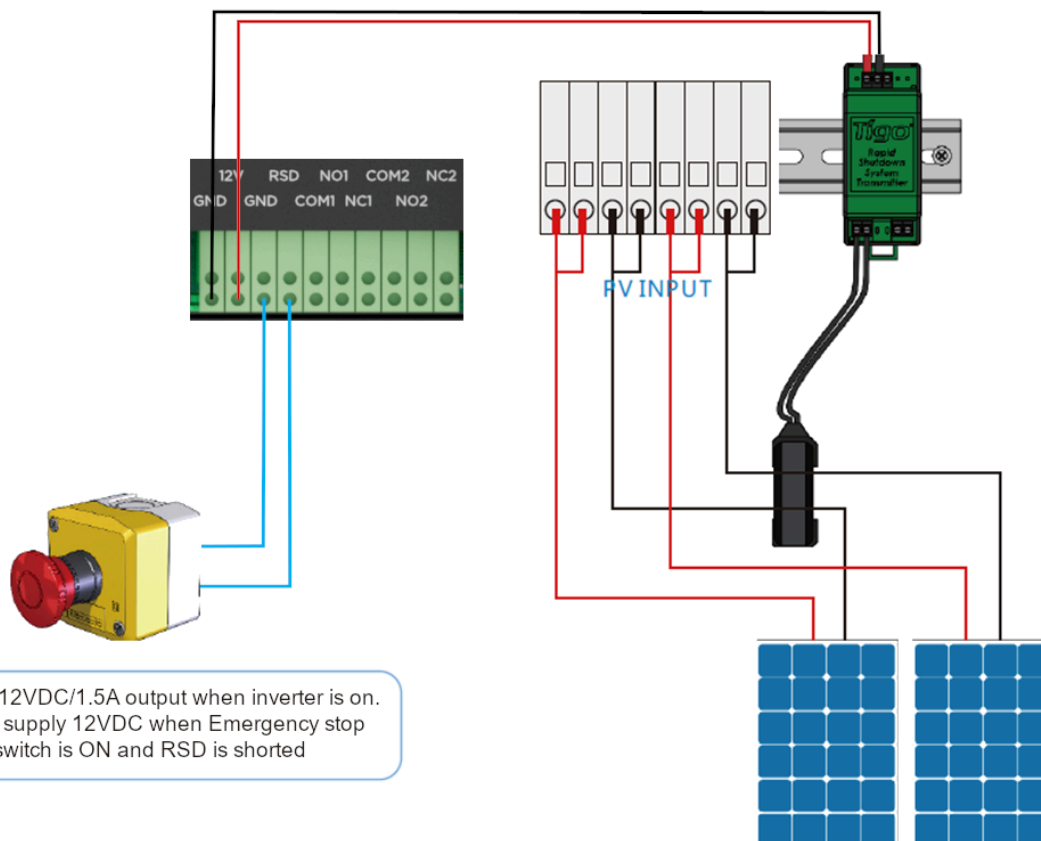 12V RSD NO1 COM2 NC2
GND GND COM1 NC1 NO2
Tigo
Rapid
Shutdown
System
Transmitter
PV INPUT
12VDC/1.5A output when inverter is on.
supply 12VDC when Emergency stop
switch is ON and RSD is shorted